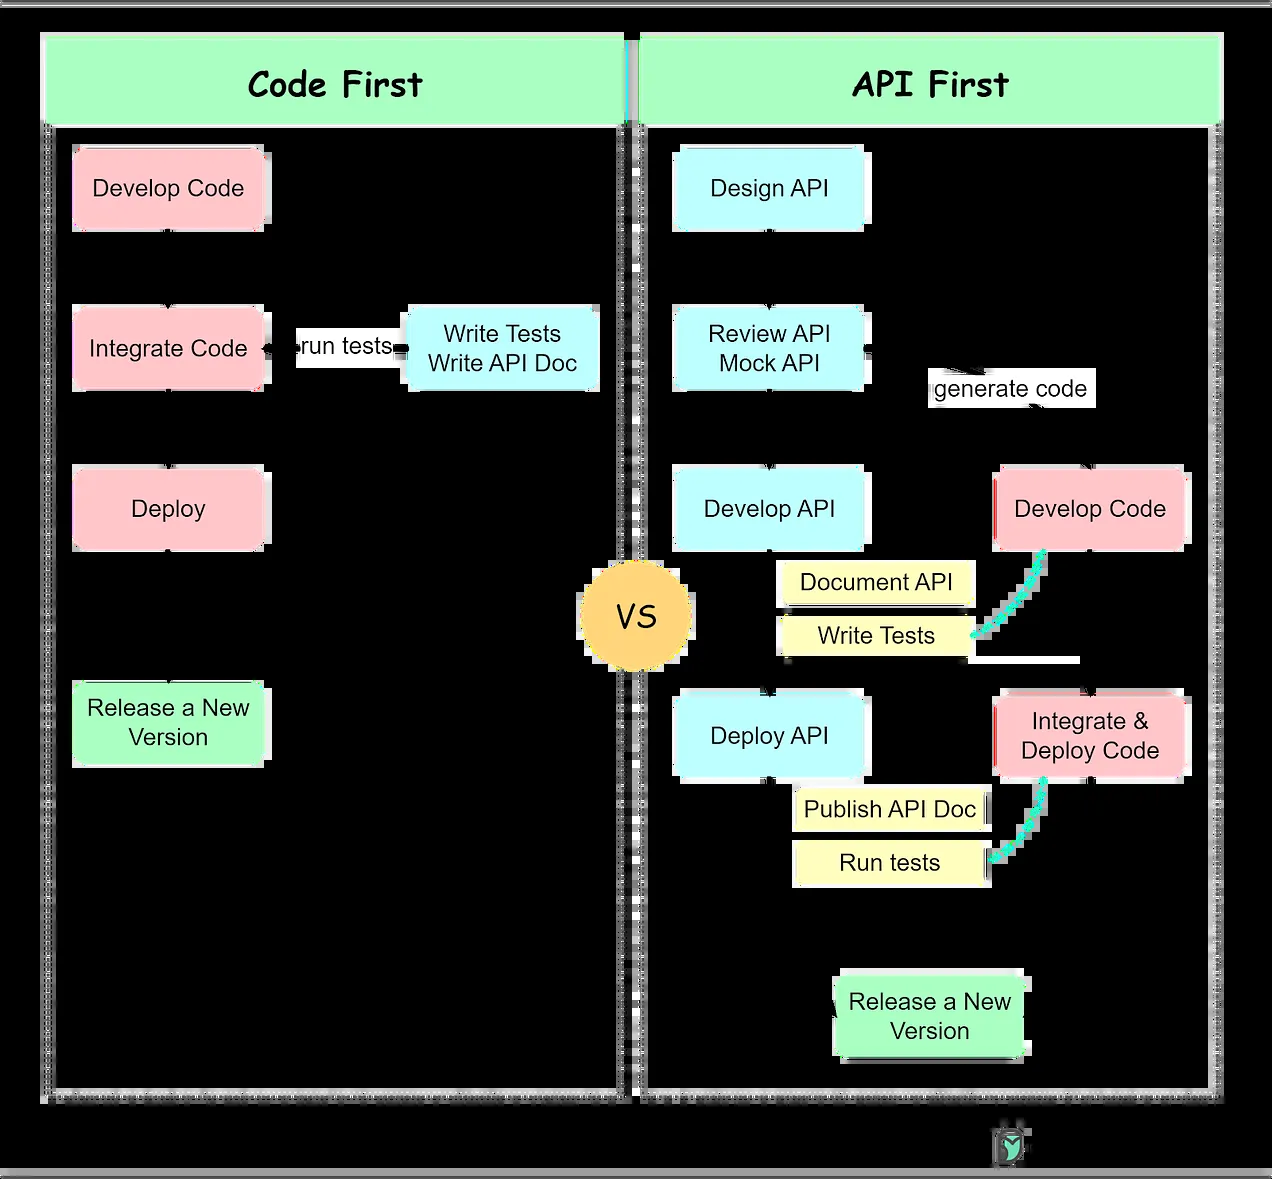 Code First
Develop Code
Integrate Code
run tests
Write Tests
Write API Doc
Deploy
Release a New
Version
VS
API First
Design API
Review API
Mock API
generate code
Develop API
Develop Code
Document API
Write Tests
Deploy API
Integrate &
Deploy Code
Publish API Doc
Run tests
Release a New
Version